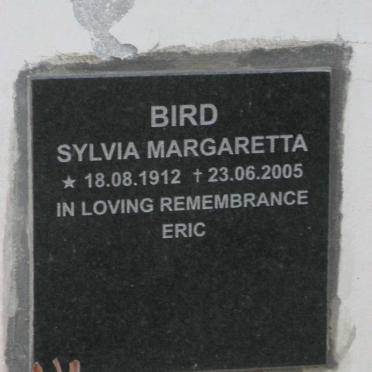 BIRD
SYLVIA MARGARETTA
★ 18.08.1912 † 23.06.2005
IN LOVING REMEMBRANCE
ERIC